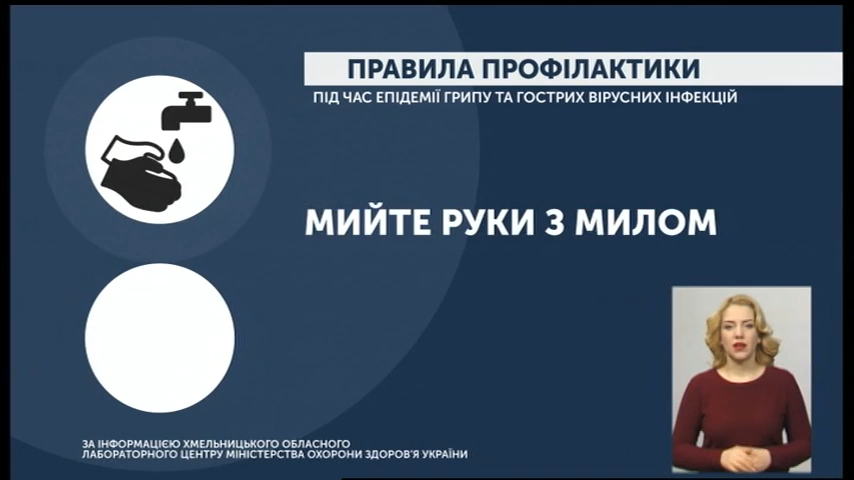 ПРАВИЛА ПРОФІЛАКТИКИ
ПІД ЧАС ЕПІДЕМІЇ ГРИПУ ТА ГОСТРИХ ВІРУСНИХ ІНФЕКЦІЙ
МИЙТЕ РУКИ З МИЛОМ
ЗА ІНФОРМАЦІЄЮ ХМЕЛЬНИЦЬКОГО ОБЛАСНОГО
ЛАБОРАТОРНОГО ЦЕНТРУ МІНІСТЕРСТВА ОХОРОНИ ЗДОРОВ'Я УКРАЇНИ